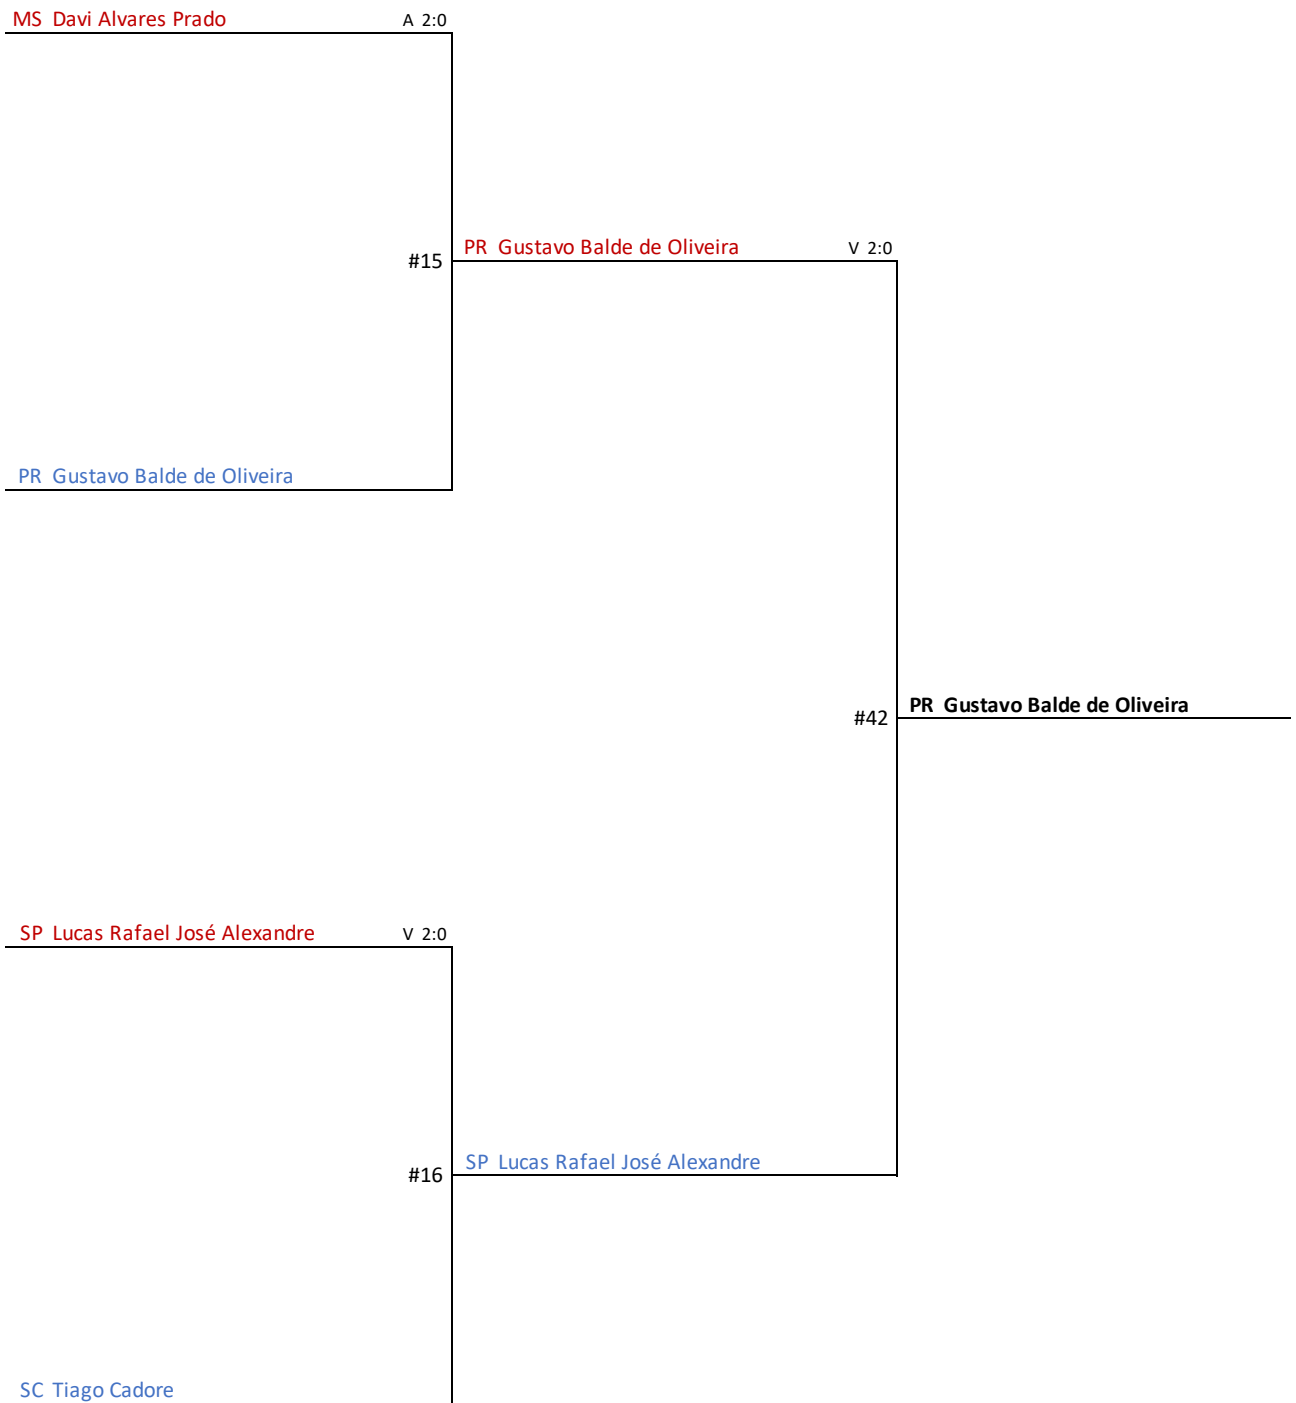 MS Davi Alvares Prado A 2:0
#15 PR Gustavo Balde de Oliveira V 2:0
PR Gustavo Balde de Oliveira
#42 PR Gustavo Balde de Oliveira
SP Lucas Rafael José Alexandre V 2:0
#16 SP Lucas Rafael José Alexandre
SC Tiago Cadore